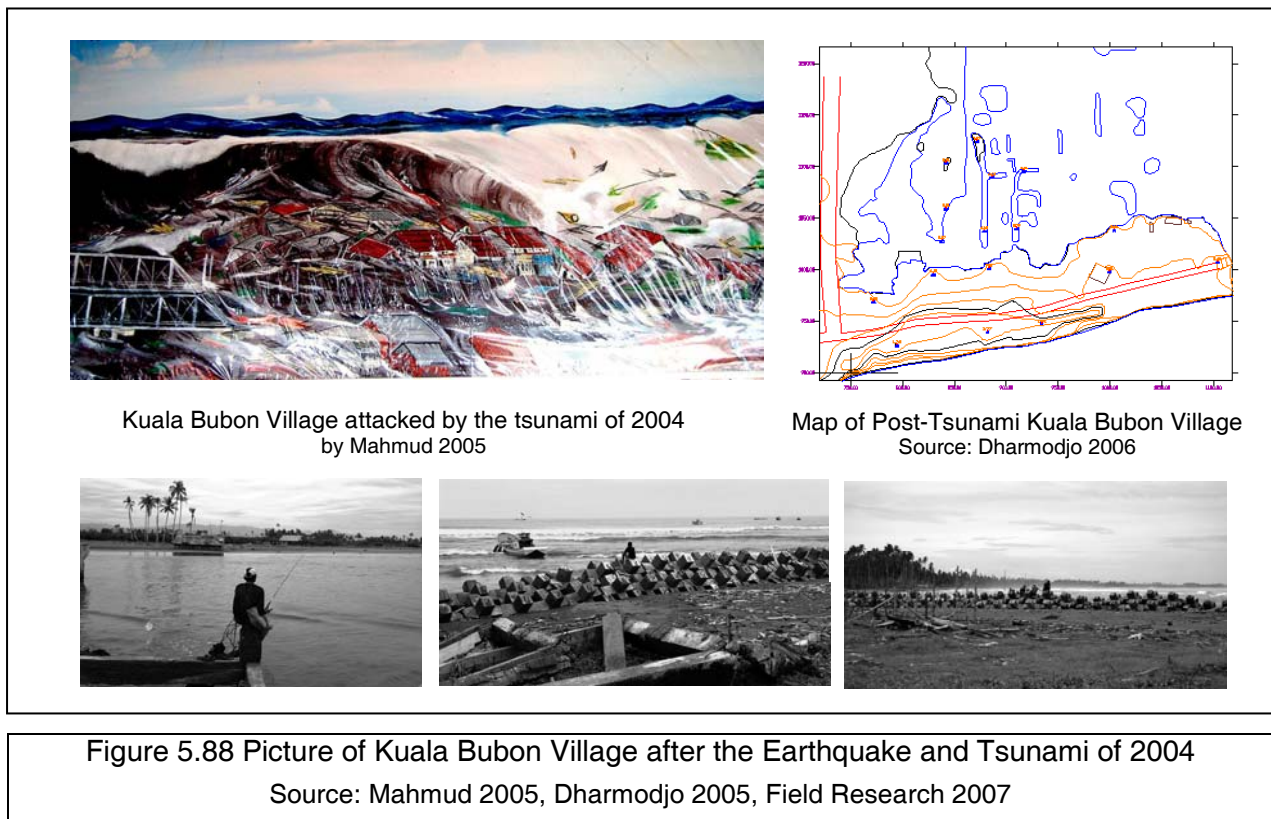 Kuala Bubon Village attacked by the tsunami of 2004
by Mahmud 2005
Map of Post-Tsunami Kuala Bubon Village
Source: Dharmodjo 2006
Figure 5.88 Picture of Kuala Bubon Village after the Earthquake and Tsunami of 2004
Source: Mahmud 2005, Dharmodjo 2005, Field Research 2007